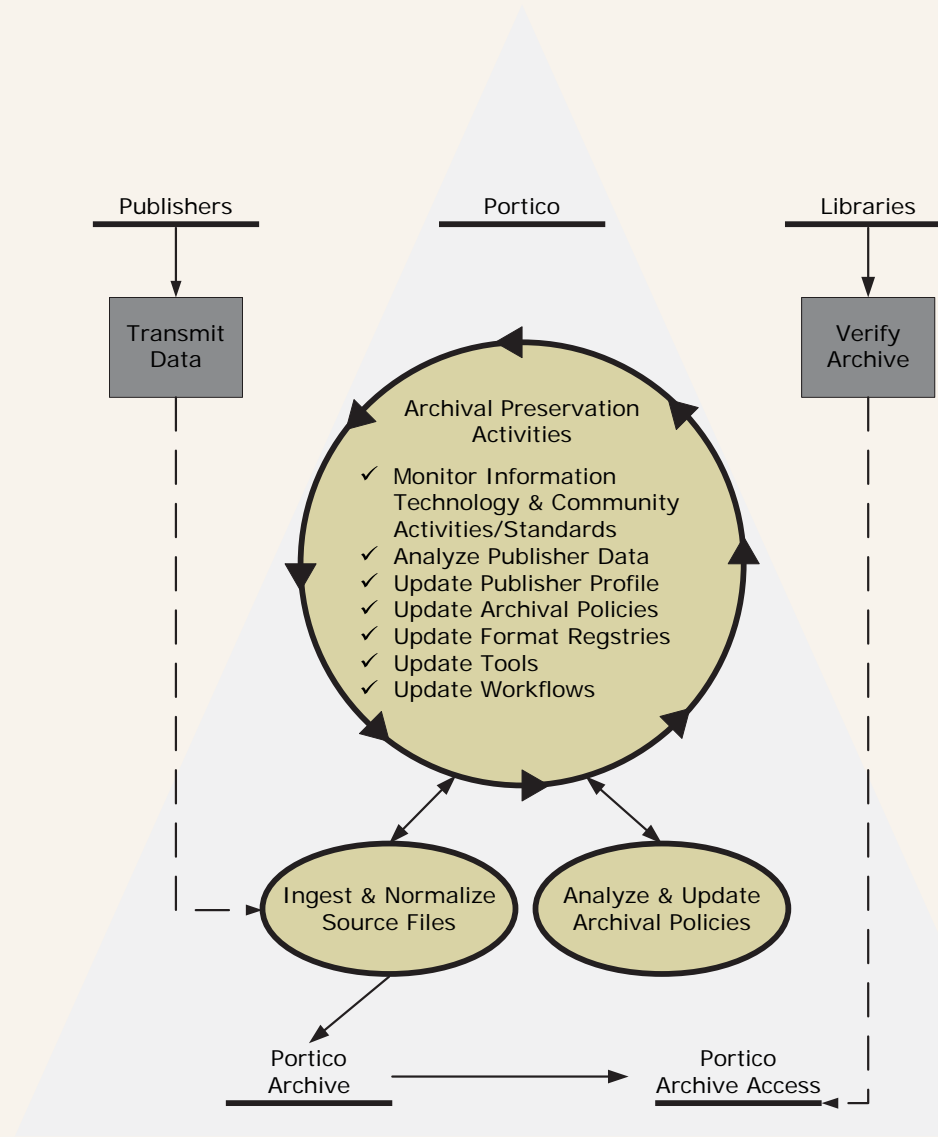 Publishers
Portico
Libraries
Transmit
Data
Verify
Archive
Archival Preservation
Activities
✓ Monitor Information
Technology & Community
Activities/Standards
✓ Analyze Publisher Data
✓ Update Publisher Profile
✓ Update Archival Policies
✓ Update Format Regstries
✓ Update Tools
✓ Update Workflows
Ingest & Normalize
Source Files
Analyze & Update
Archival Policies
Portico
Archive
Portico
Archive Access